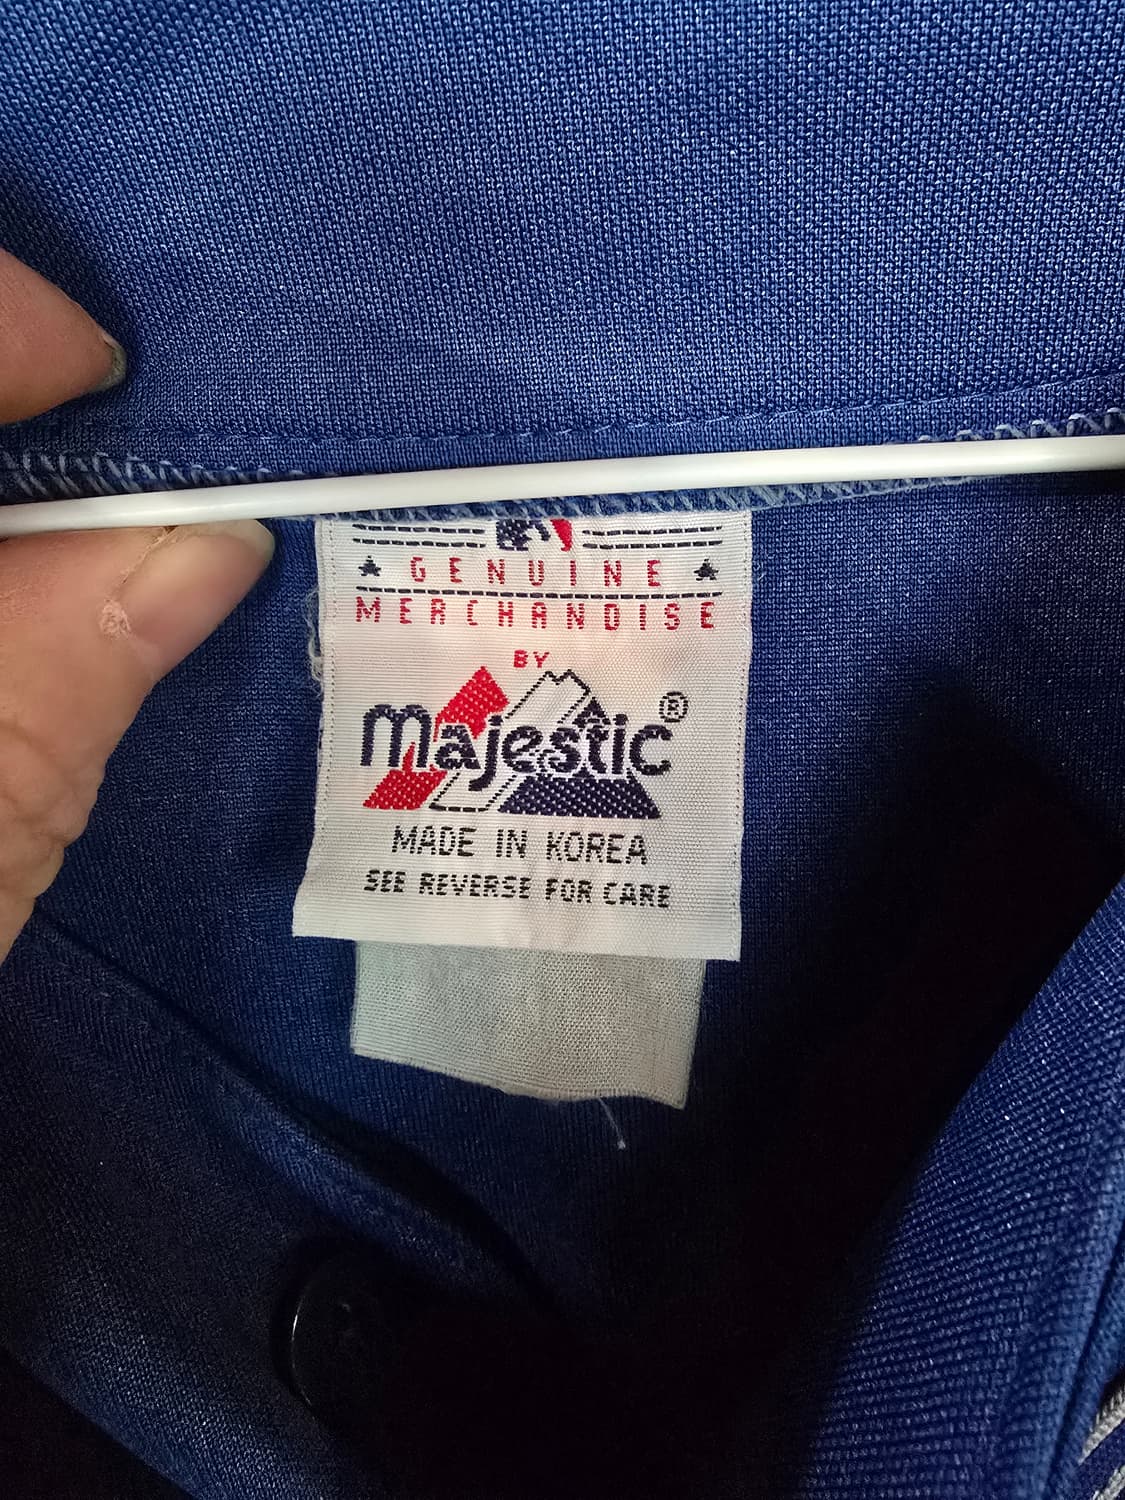 ★ GENUINE ★
MERCHANDISE
BY
Majestic®
MADE IN KOREA
SEE REVERSE FOR CARE